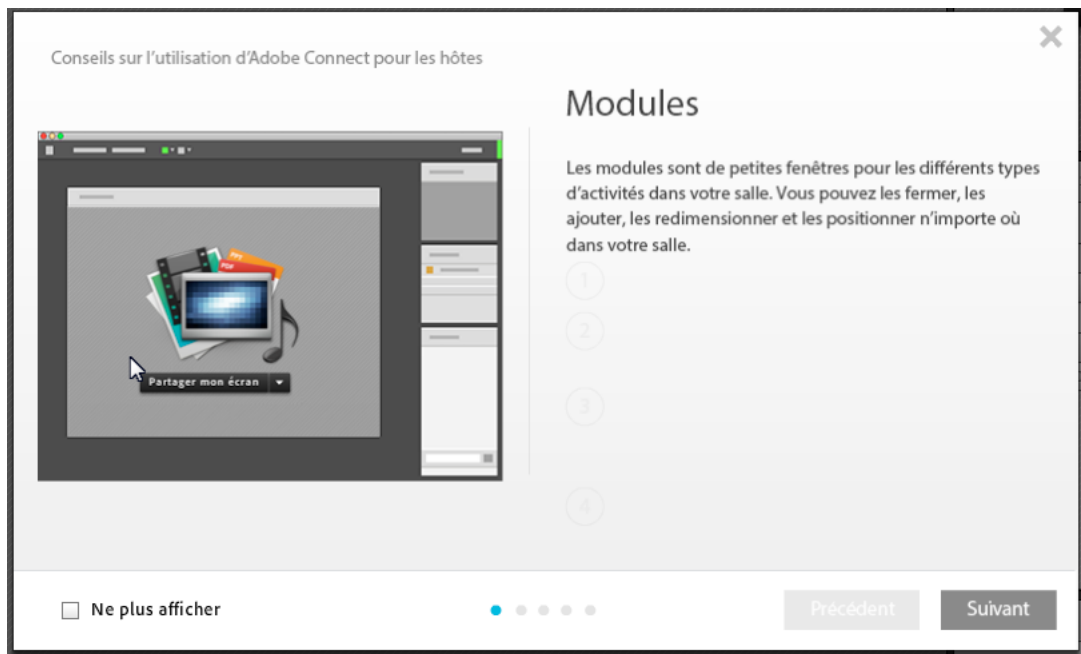 Conseils sur l'utilisation d'Adobe Connect pour les hôtes
Modules
Les modules sont de petites fenêtres pour les différents types
d'activités dans votre salle. Vous pouvez les fermer, les
ajouter, les redimensionner et les positionner n'importe où
dans votre salle.
1
2
3
4
PPT
PDF
Partager mon écran
Ne plus afficher
Précédent
Suivant